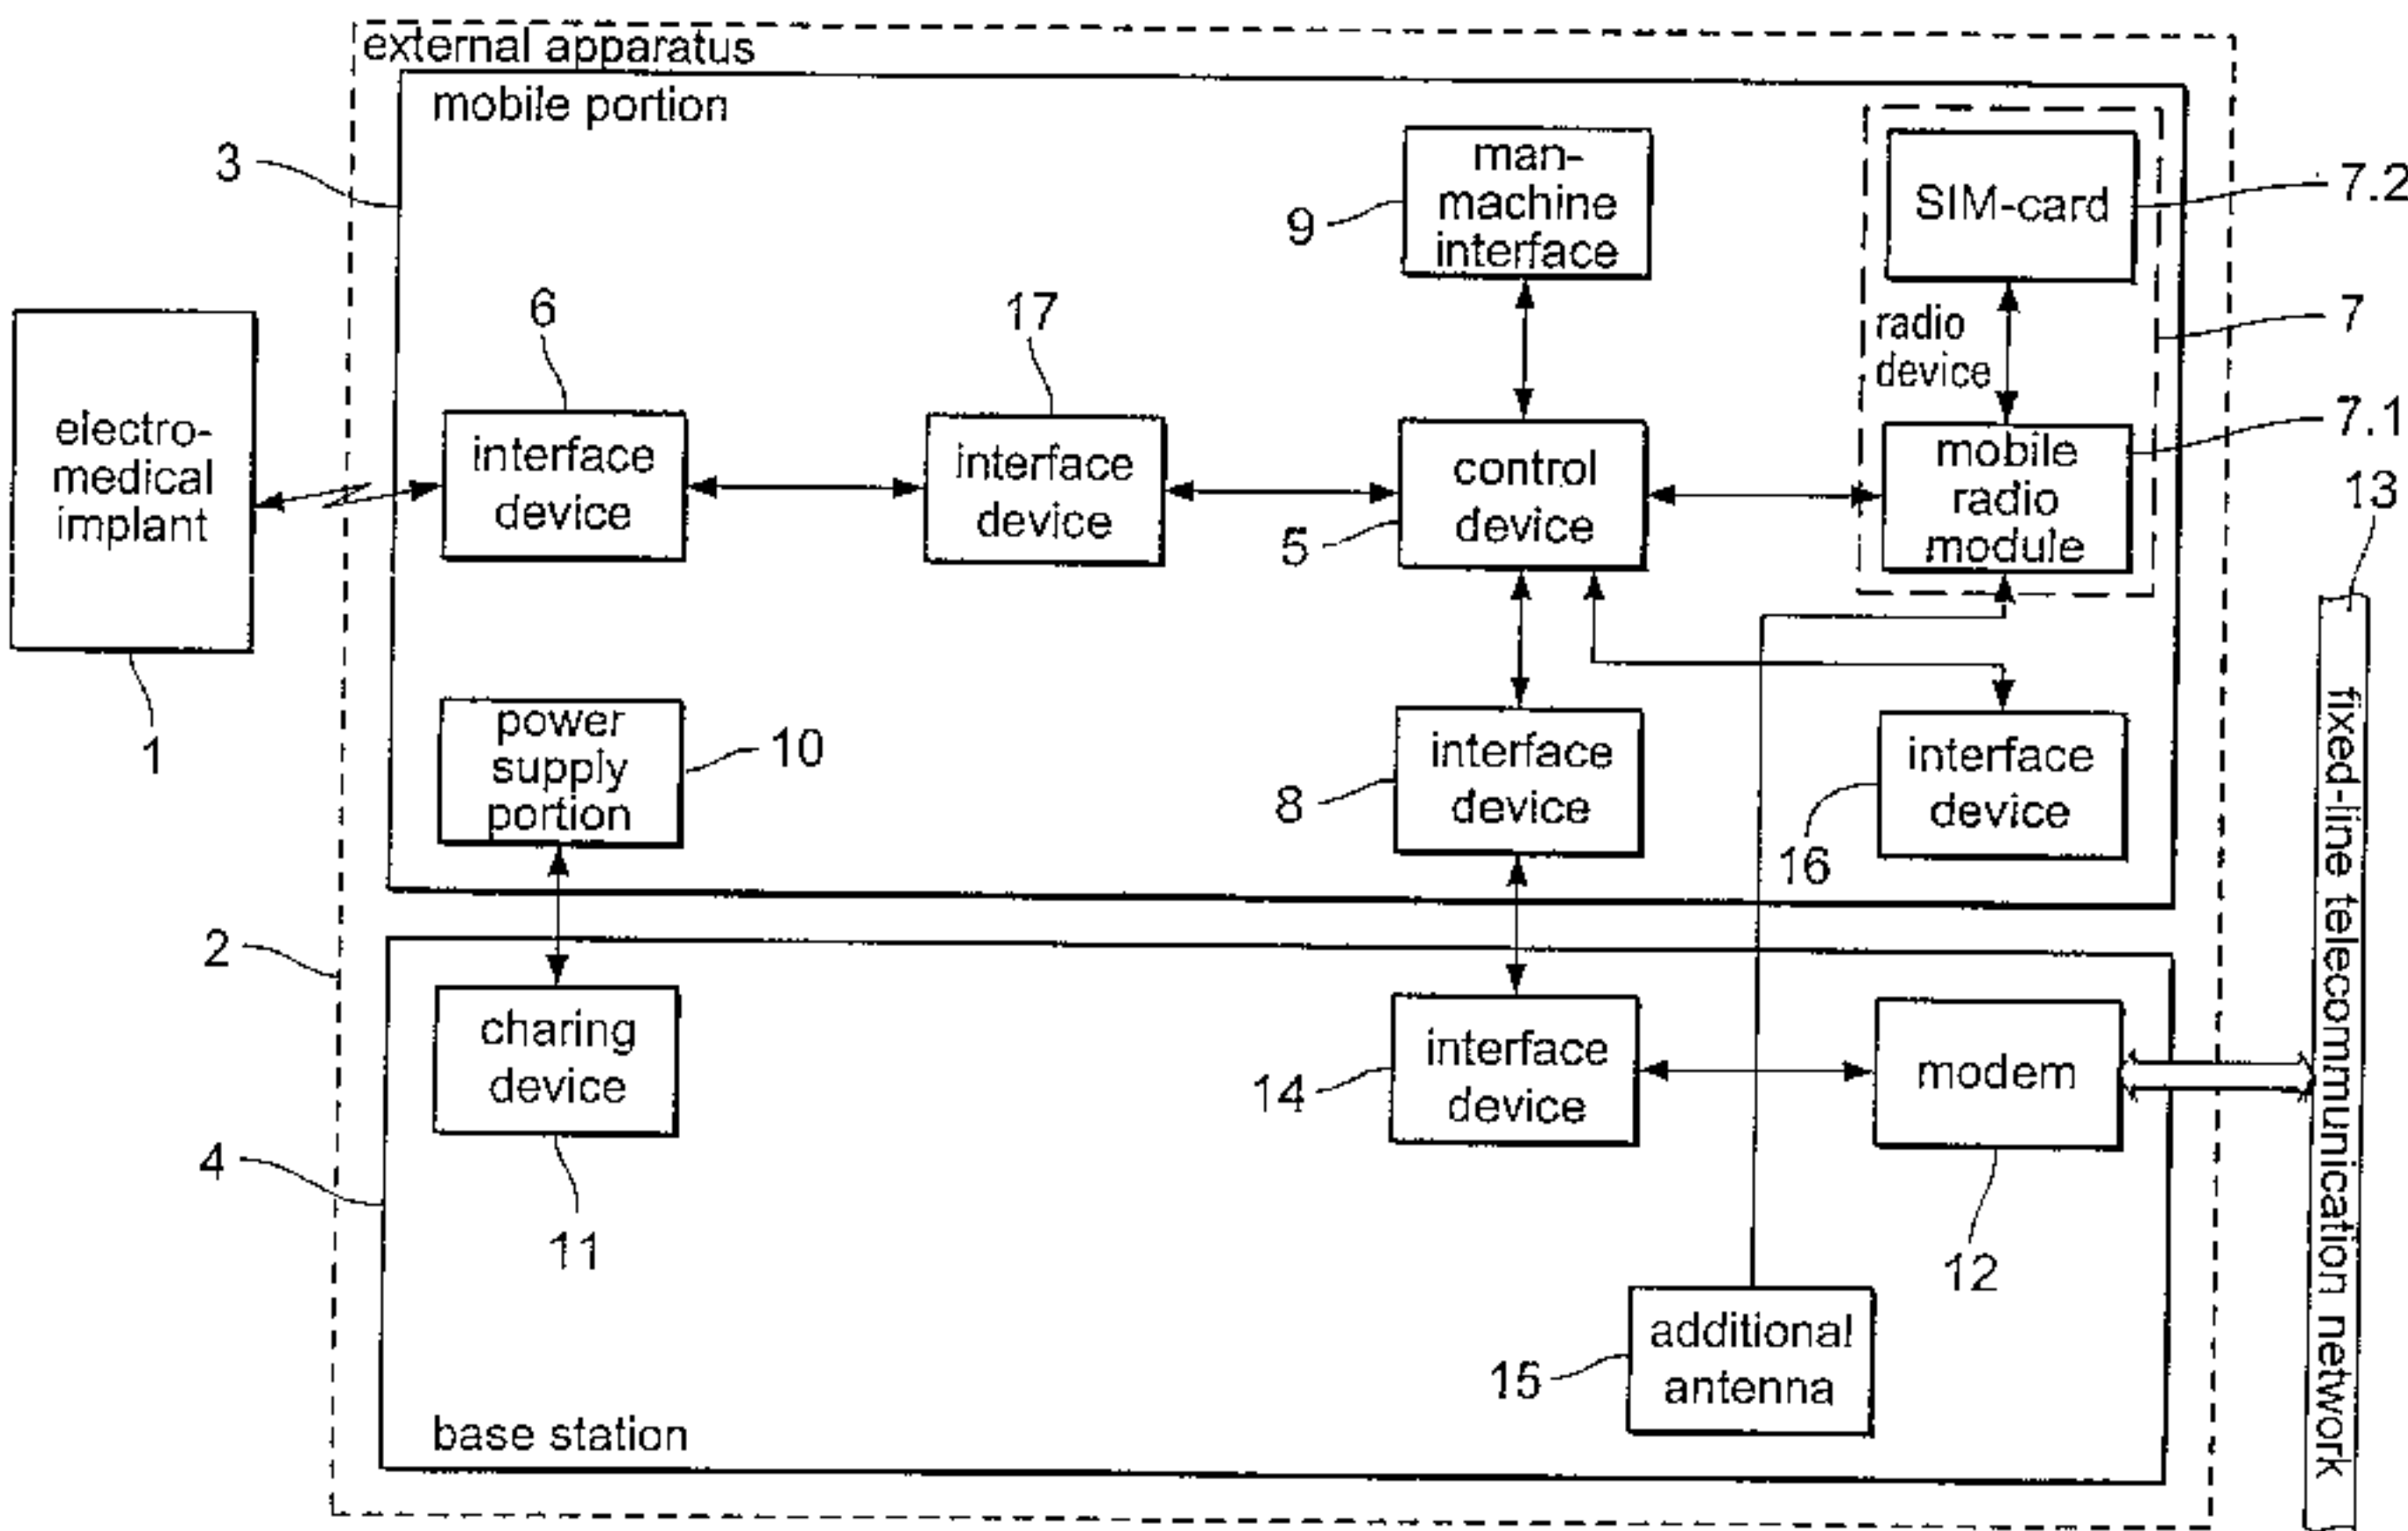 external apparatus
mobile portion
3
man-
machine
interface
9
SIM-card
7.2
radio
device
7
6
17
electro-
medical
implant
1
interface
device
interface
device
control
device
5
mobile
radio
module
7.1
13
power
supply
portion
10
interface
device
8
interface
device
16
fixed-line telecommunication network
2
charing
device
11
interface
device
14
modem
12
4
additional
antenna
15
base station